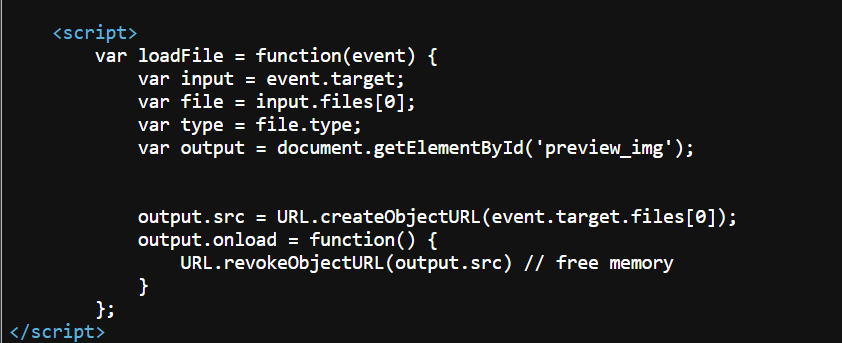 <script>
var loadFile = function(event) {
var input = event.target;
var file = input.files[0];
var type = file.type;
var output = document.getElementById('preview_img');
output.src = URL.createObjectURL(event.target.files[0]);
output.onload = function() {
URL.revokeObjectURL(output.src) // free memory
}
};
</script>